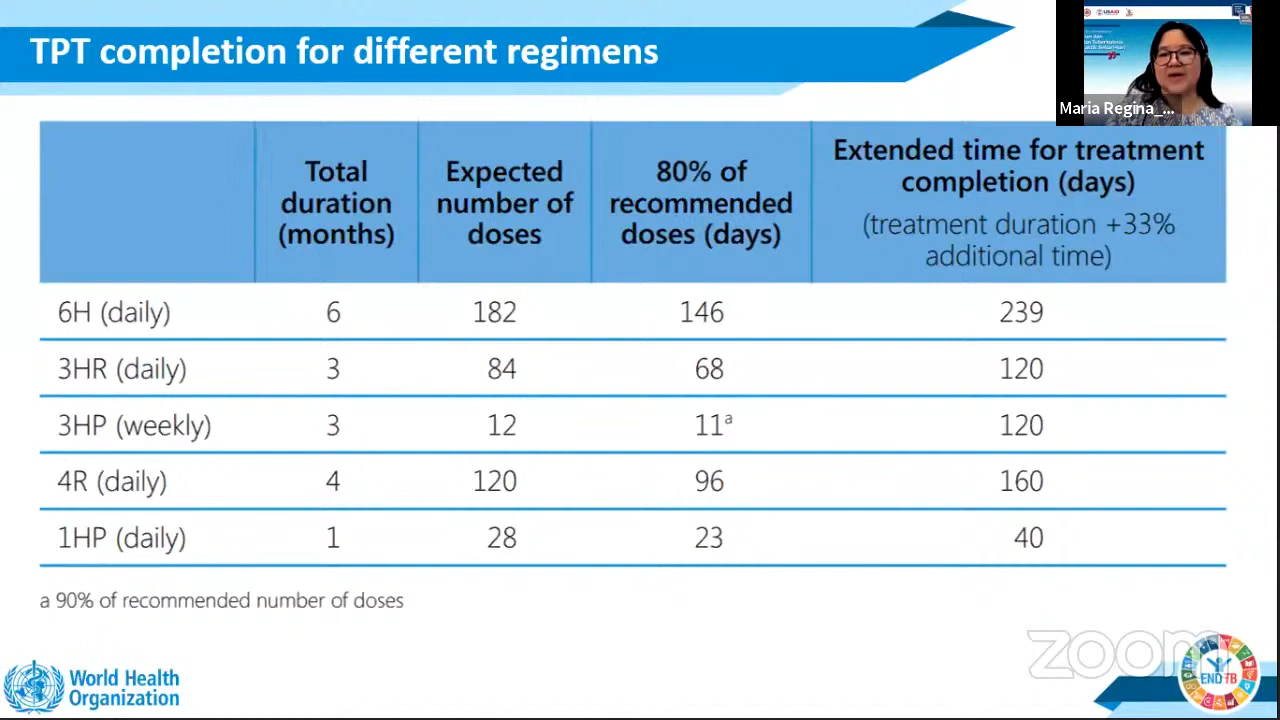 TPT completion for different regimens
USAID
Maria Regina_...
Total duration (months)
Expected number of doses
80% of recommended doses (days)
Extended time for treatment completion (days)
(treatment duration +33% additional time)
6H (daily) 6 182 146 239
3HR (daily) 3 84 68 120
3HP (weekly) 3 12 11ᵃ 120
4R (daily) 4 120 96 160
1HP (daily) 1 28 23 40
a 90% of recommended number of doses
zoom
World Health
Organization
END TB